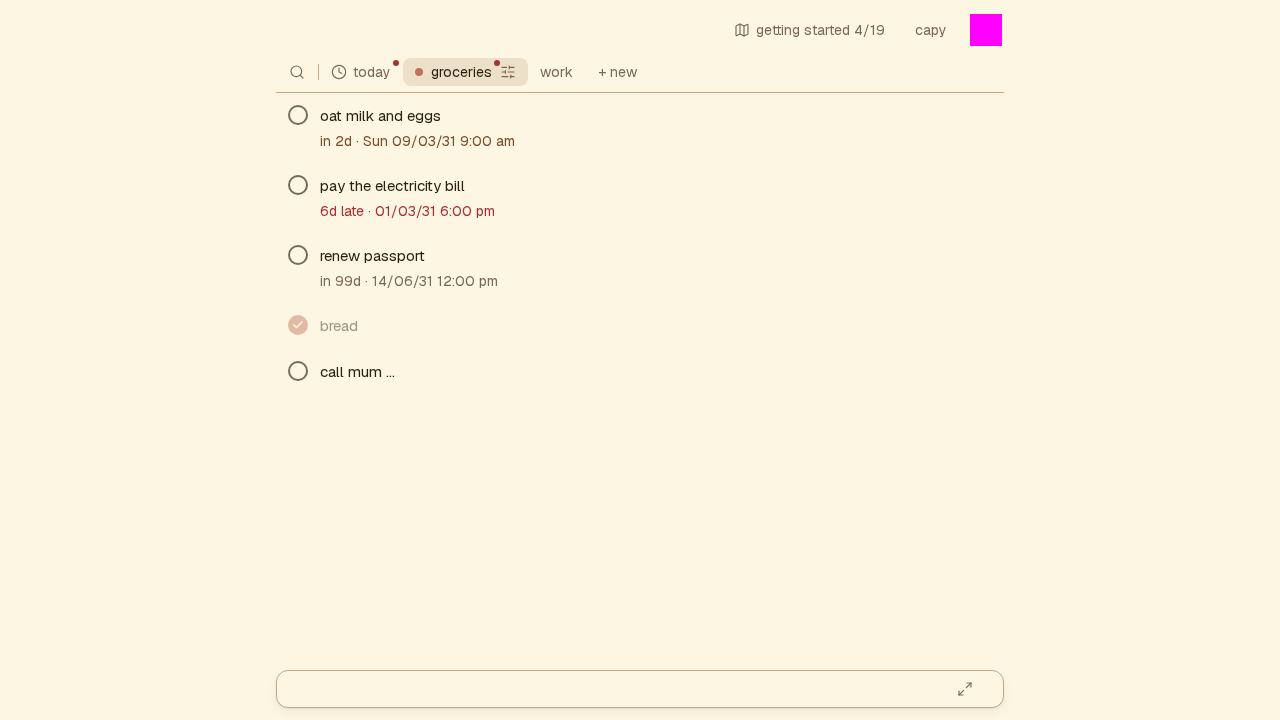 getting started 4/19 capy
today groceries work + new
oat milk and eggs
in 2d · Sun 09/03/31 9:00 am
pay the electricity bill
6d late · 01/03/31 6:00 pm
renew passport
in 99d · 14/06/31 12:00 pm
bread
call mum ...